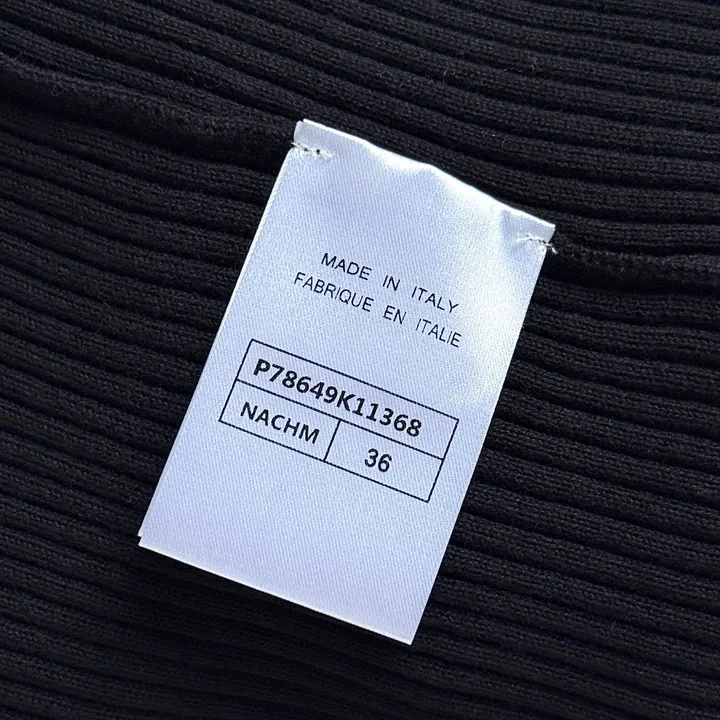 MADE IN ITALY
FABRIQUE EN ITALIE
P78649K11368
NACHM 36